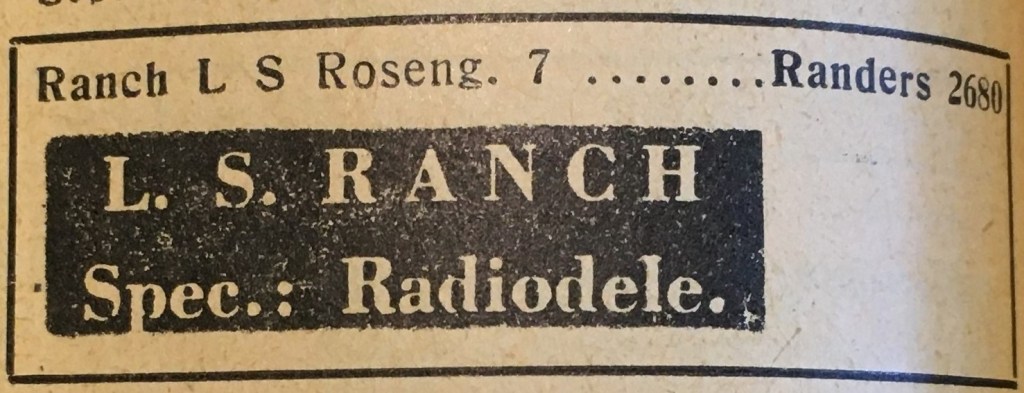 Ranch L S Roseng. 7 ........Randers 2680
L. S. RANCH
Spec.: Radiodele.